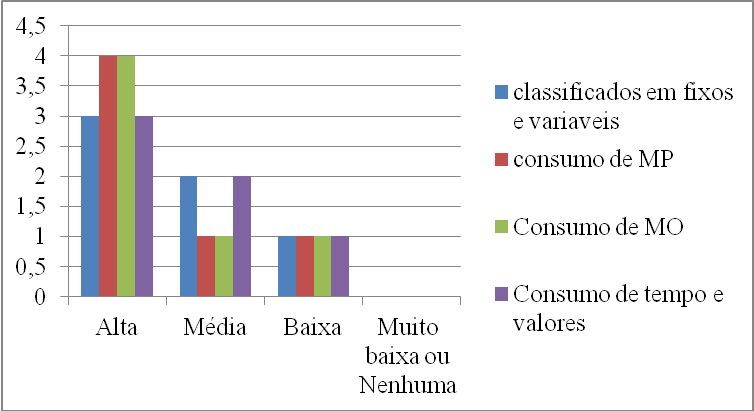 4,5
4
3,5
3
2,5
2
1,5
1
0,5
0
Alta
Média
Baixa
Muito
baixa ou
Nenhuma
classificados em fixos
e variaveis
consumo de MP
Consumo de MO
Consumo de tempo e
valores